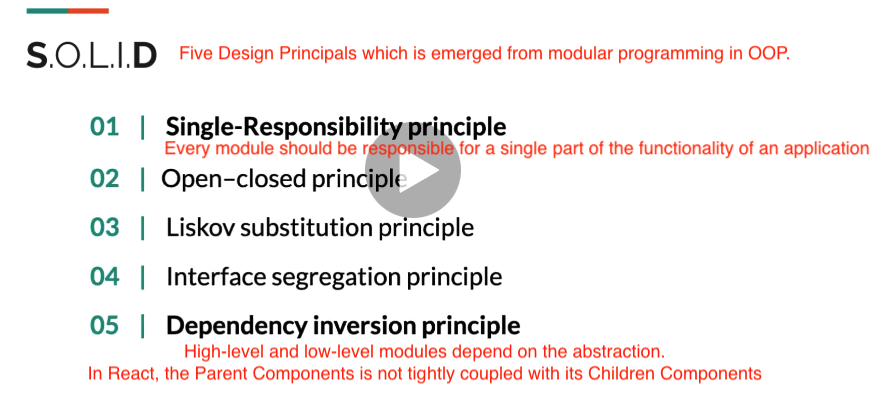 S.O.L.I.D Five Design Principals which is emerged from modular programming in OOP.
01 | Single-Responsibility principle
Every module should be responsible for a single part of the functionality of an application
02 | Open–closed principle
03 | Liskov substitution principle
04 | Interface segregation principle
05 | Dependency inversion principle
High-level and low-level modules depend on the abstraction.
In React, the Parent Components is not tightly coupled with its Children Components